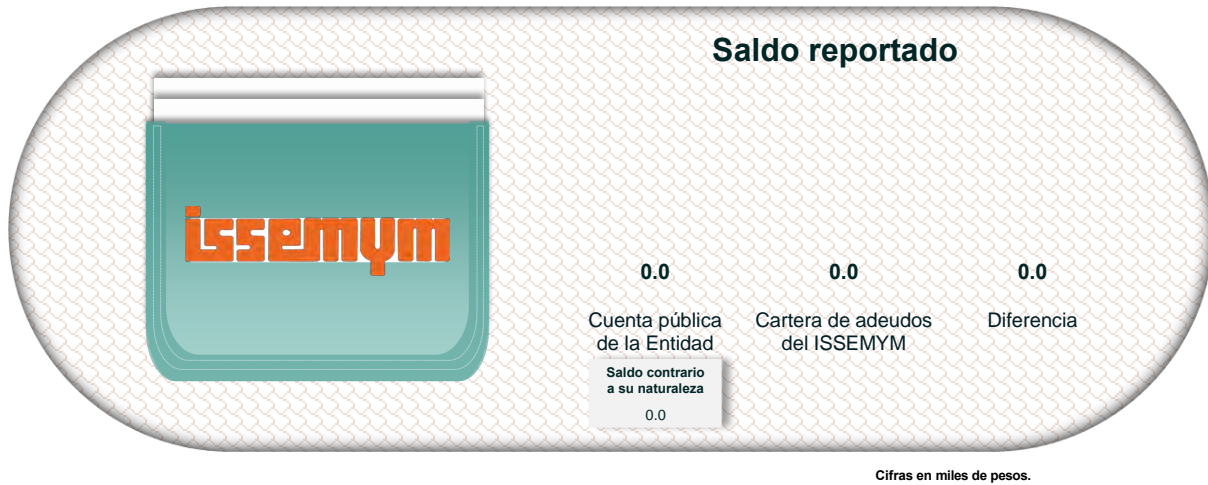 Saldo reportado
issemym
0.0
0.0
0.0
Cuenta pública
de la Entidad
Cartera de adeudos
del ISSEMYM
Diferencia
Saldo contrario
a su naturaleza
0.0
Cifras en miles de pesos.